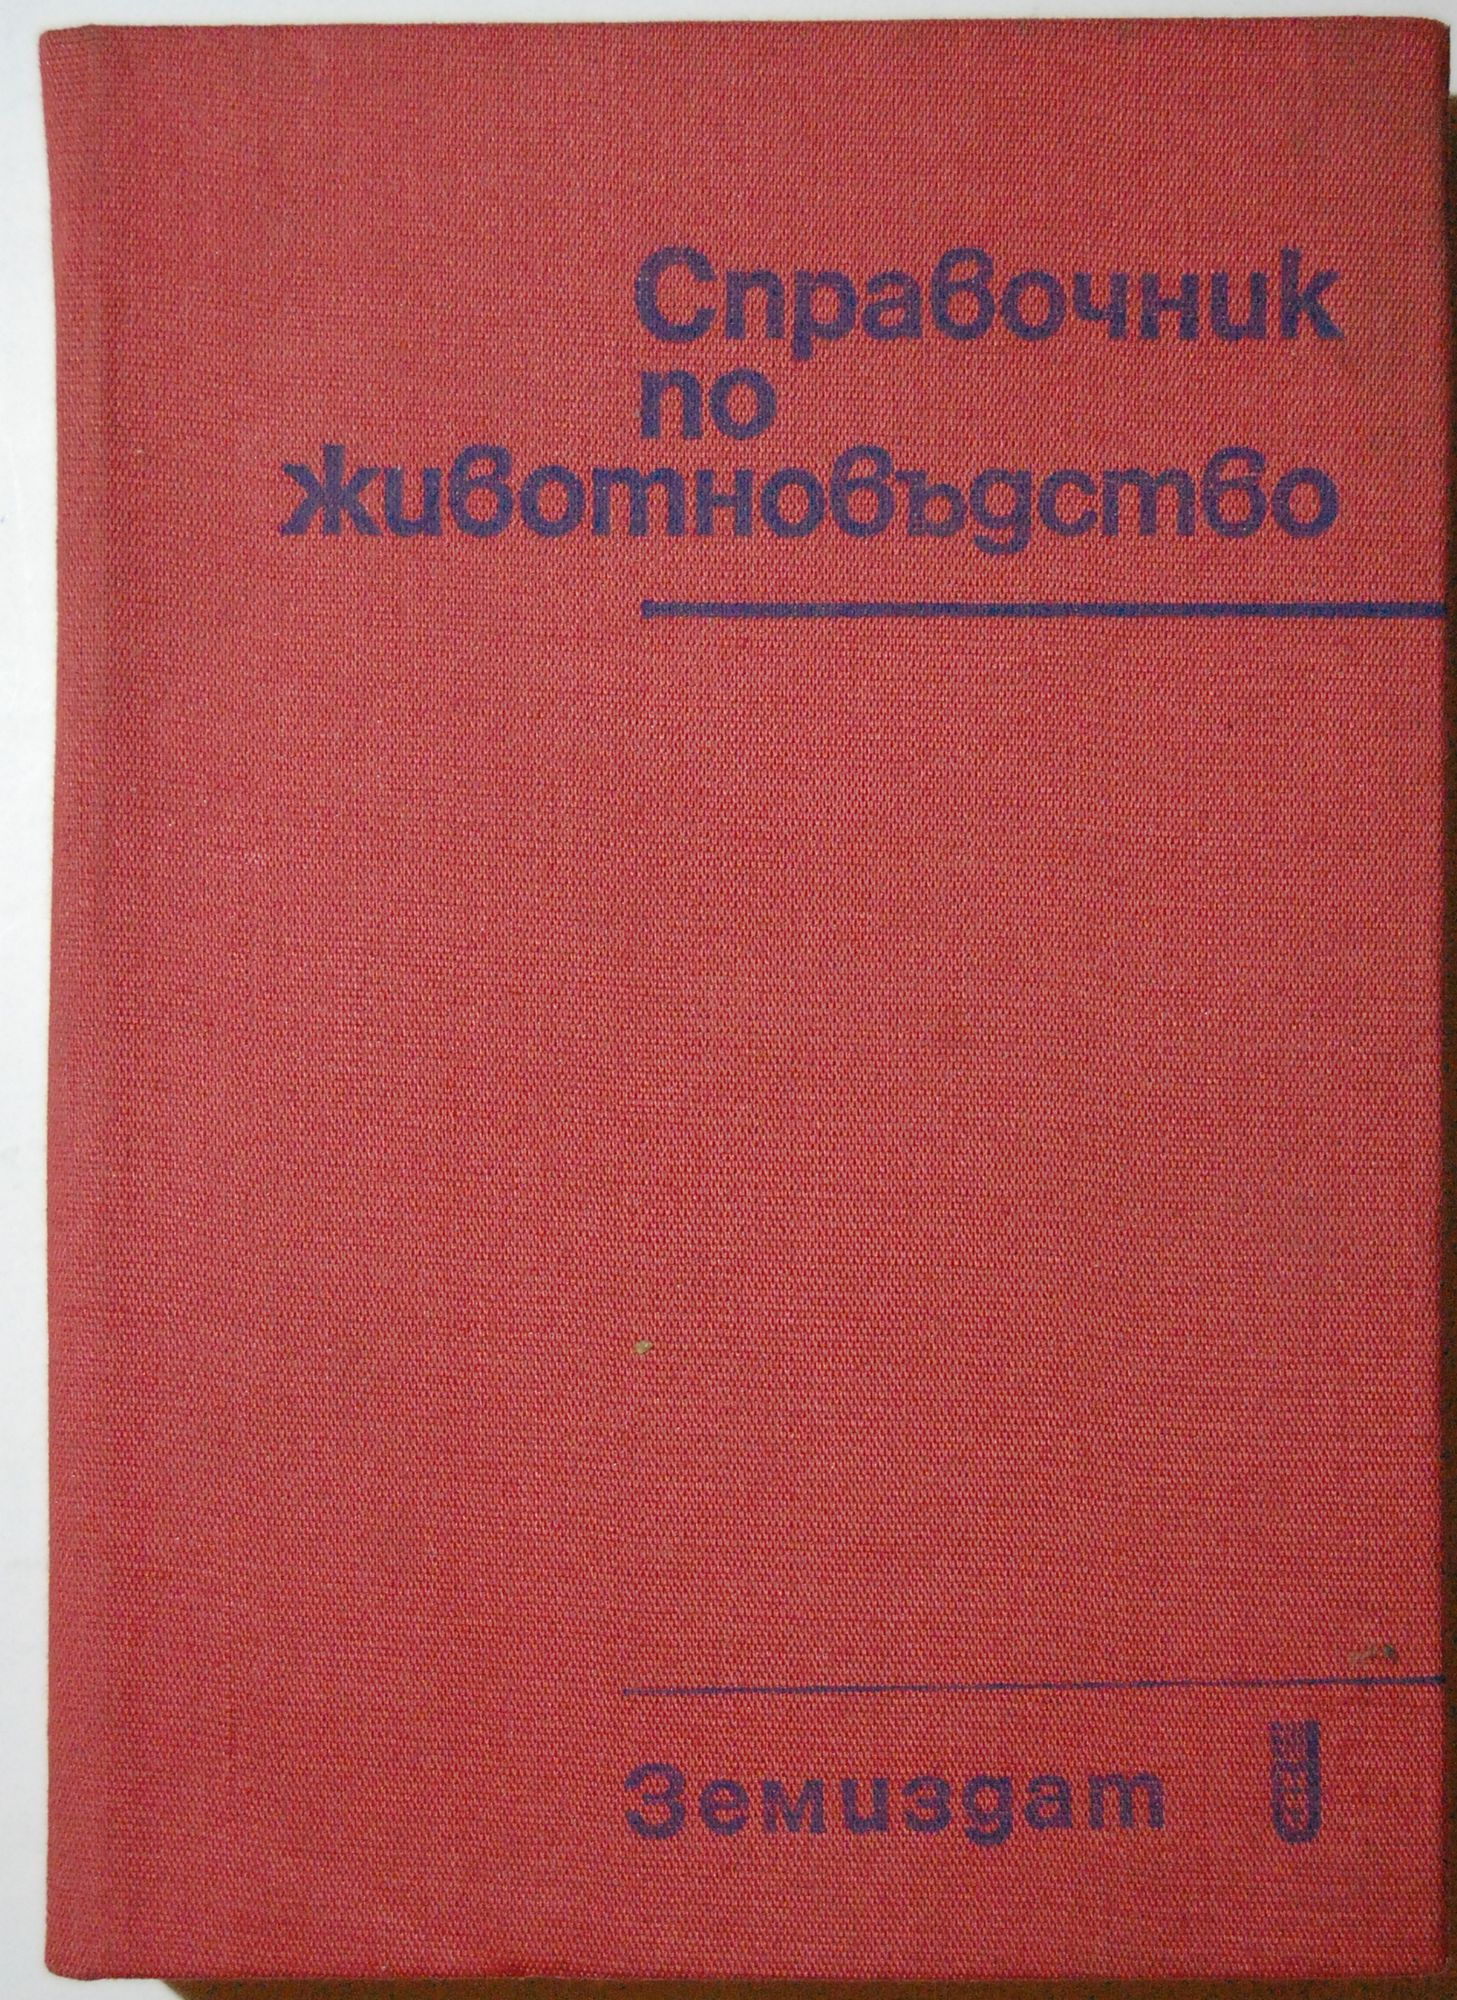 Справочник
по
животновъдство
Земиздат